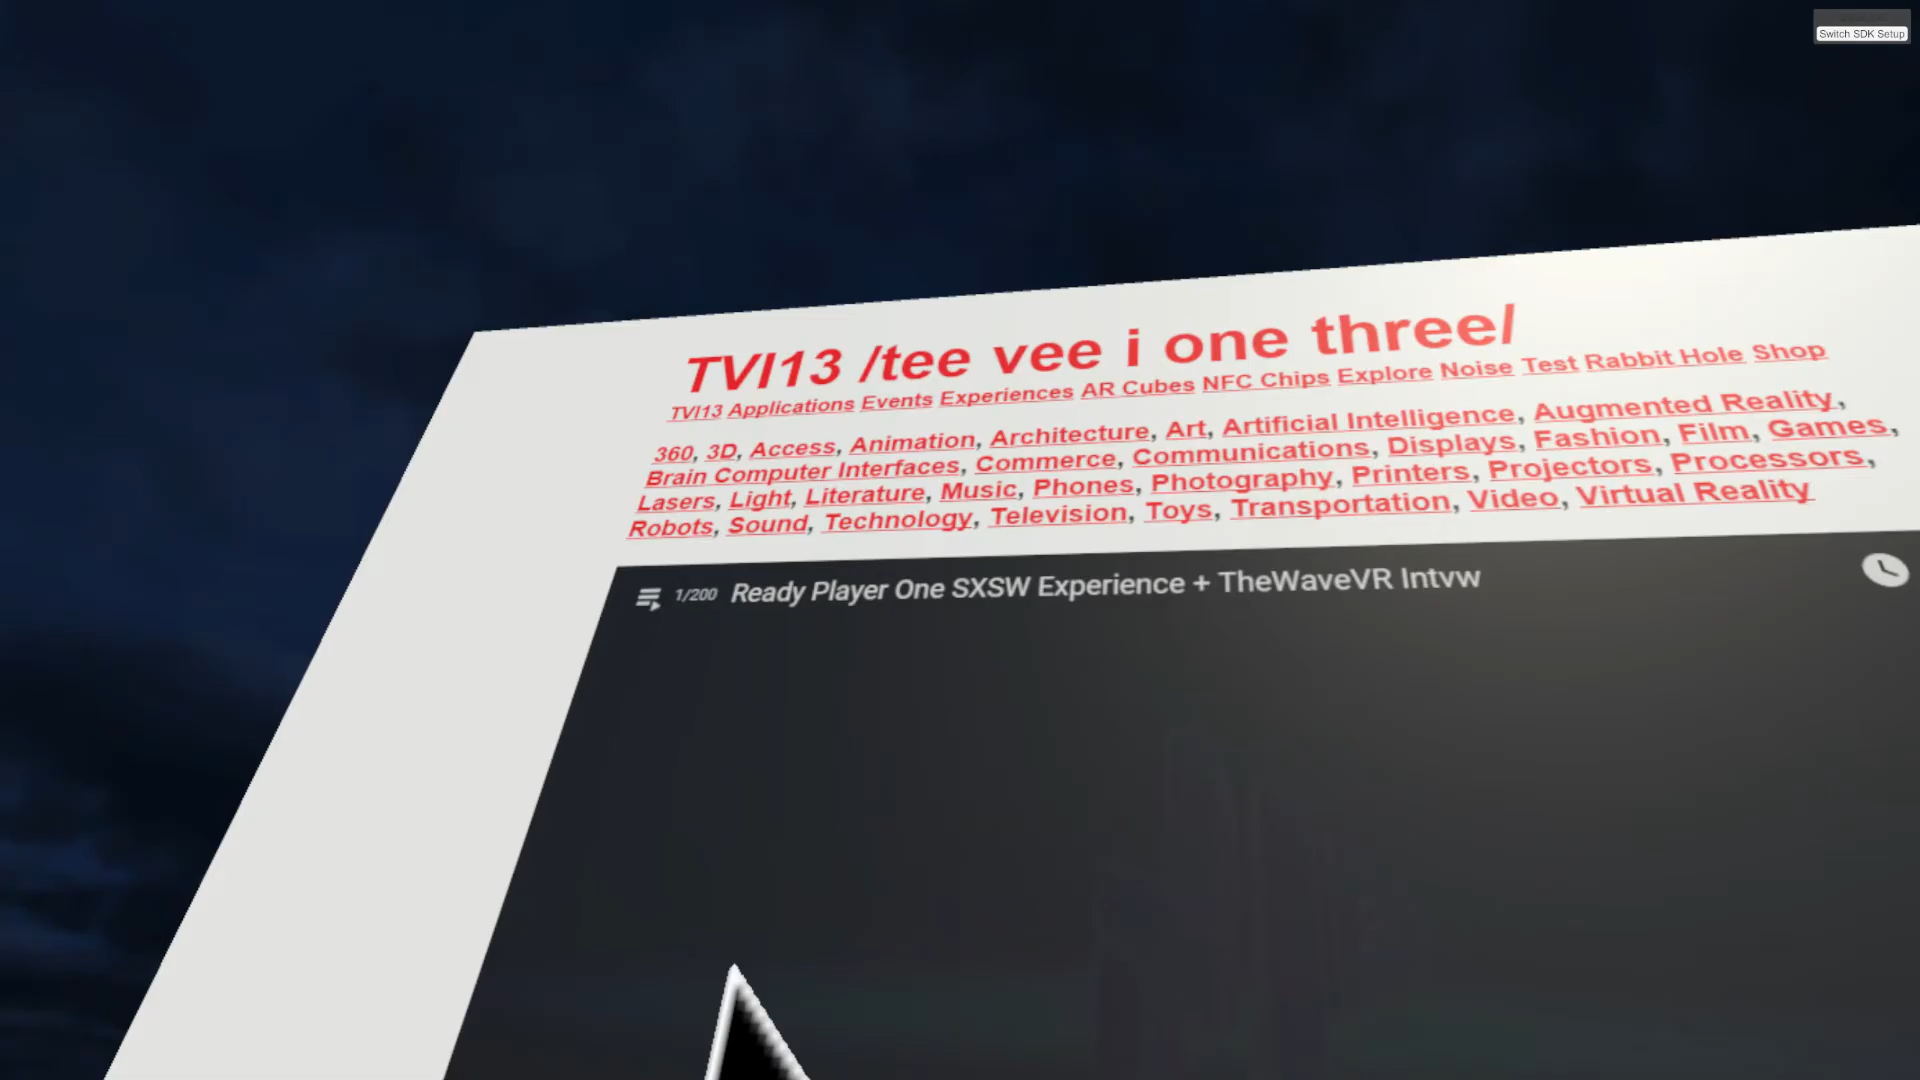 Switch SDK Setup
TVI13 /tee vee i one three/
TVI13 Applications Events Experiences AR Cubes NFC Chips Explore Noise Test Rabbit Hole Shop
360, 3D, Access, Animation, Architecture, Art, Artificial Intelligence, Augmented Reality,
Brain Computer Interfaces, Commerce, Communications, Displays, Fashion, Film, Games,
Lasers, Light, Literature, Music, Phones, Photography, Printers, Projectors, Processors,
Robots, Sound, Technology, Television, Toys, Transportation, Video, Virtual Reality
1/200 Ready Player One SXSW Experience + TheWaveVR Intvw